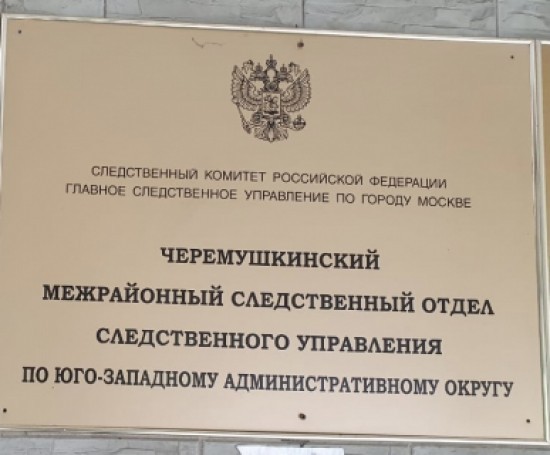 СЛЕДСТВЕННЫЙ КОМИТЕТ РОССИЙСКОЙ ФЕДЕРАЦИИ
ГЛАВНОЕ СЛЕДСТВЕННОЕ УПРАВЛЕНИЕ ПО ГОРОДУ МОСКВЕ
ЧЕРЕМУШКИНСКИЙ
МЕЖРАЙОННЫЙ СЛЕДСТВЕННЫЙ ОТДЕЛ
СЛЕДСТВЕННОГО УПРАВЛЕНИЯ
ПО ЮГО-ЗАПАДНОМУ АДМИНИСТРАТИВНОМУ ОКРУГУ